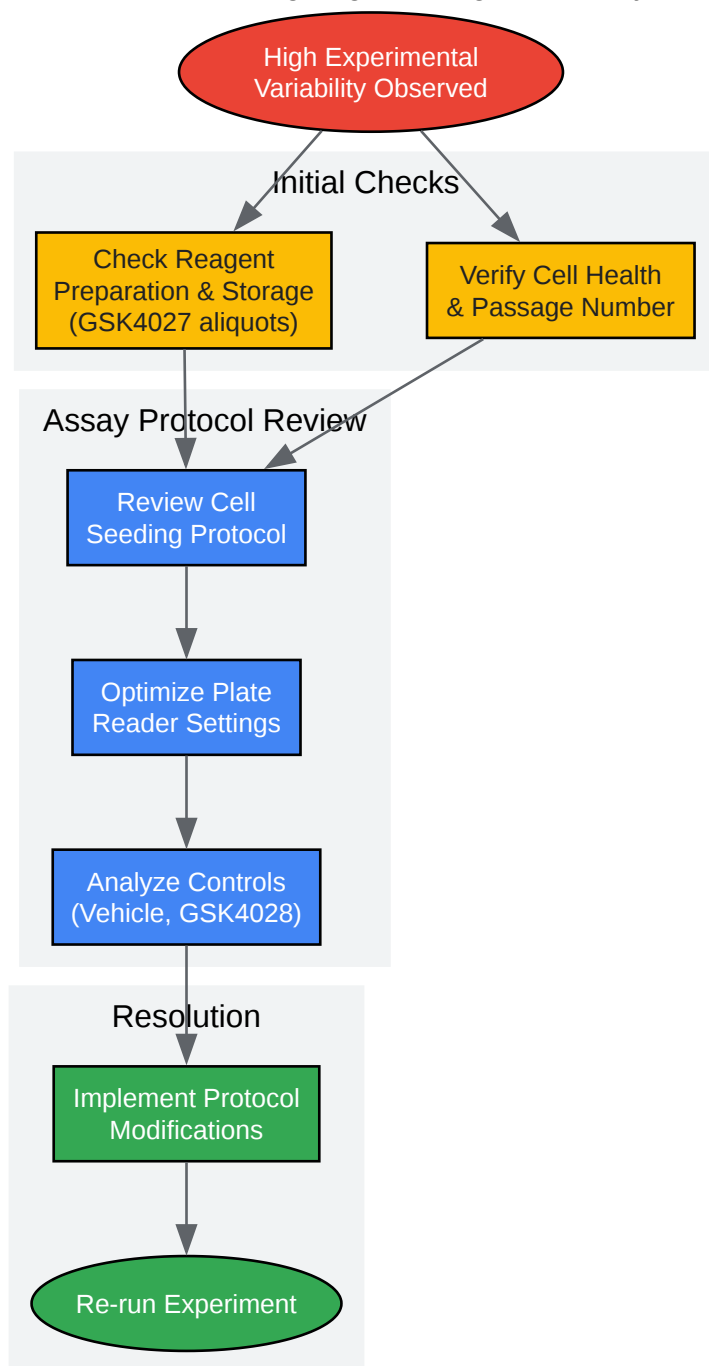 High Experimental
Variability Observed
Initial Checks
Check Reagent
Preparation & Storage
(GSK4027 aliquots)
Verify Cell Health
& Passage Number
Assay Protocol Review
Review Cell
Seeding Protocol
Optimize Plate
Reader Settings
Analyze Controls
(Vehicle, GSK4028)
Resolution
Implement Protocol
Modifications
Re-run Experiment